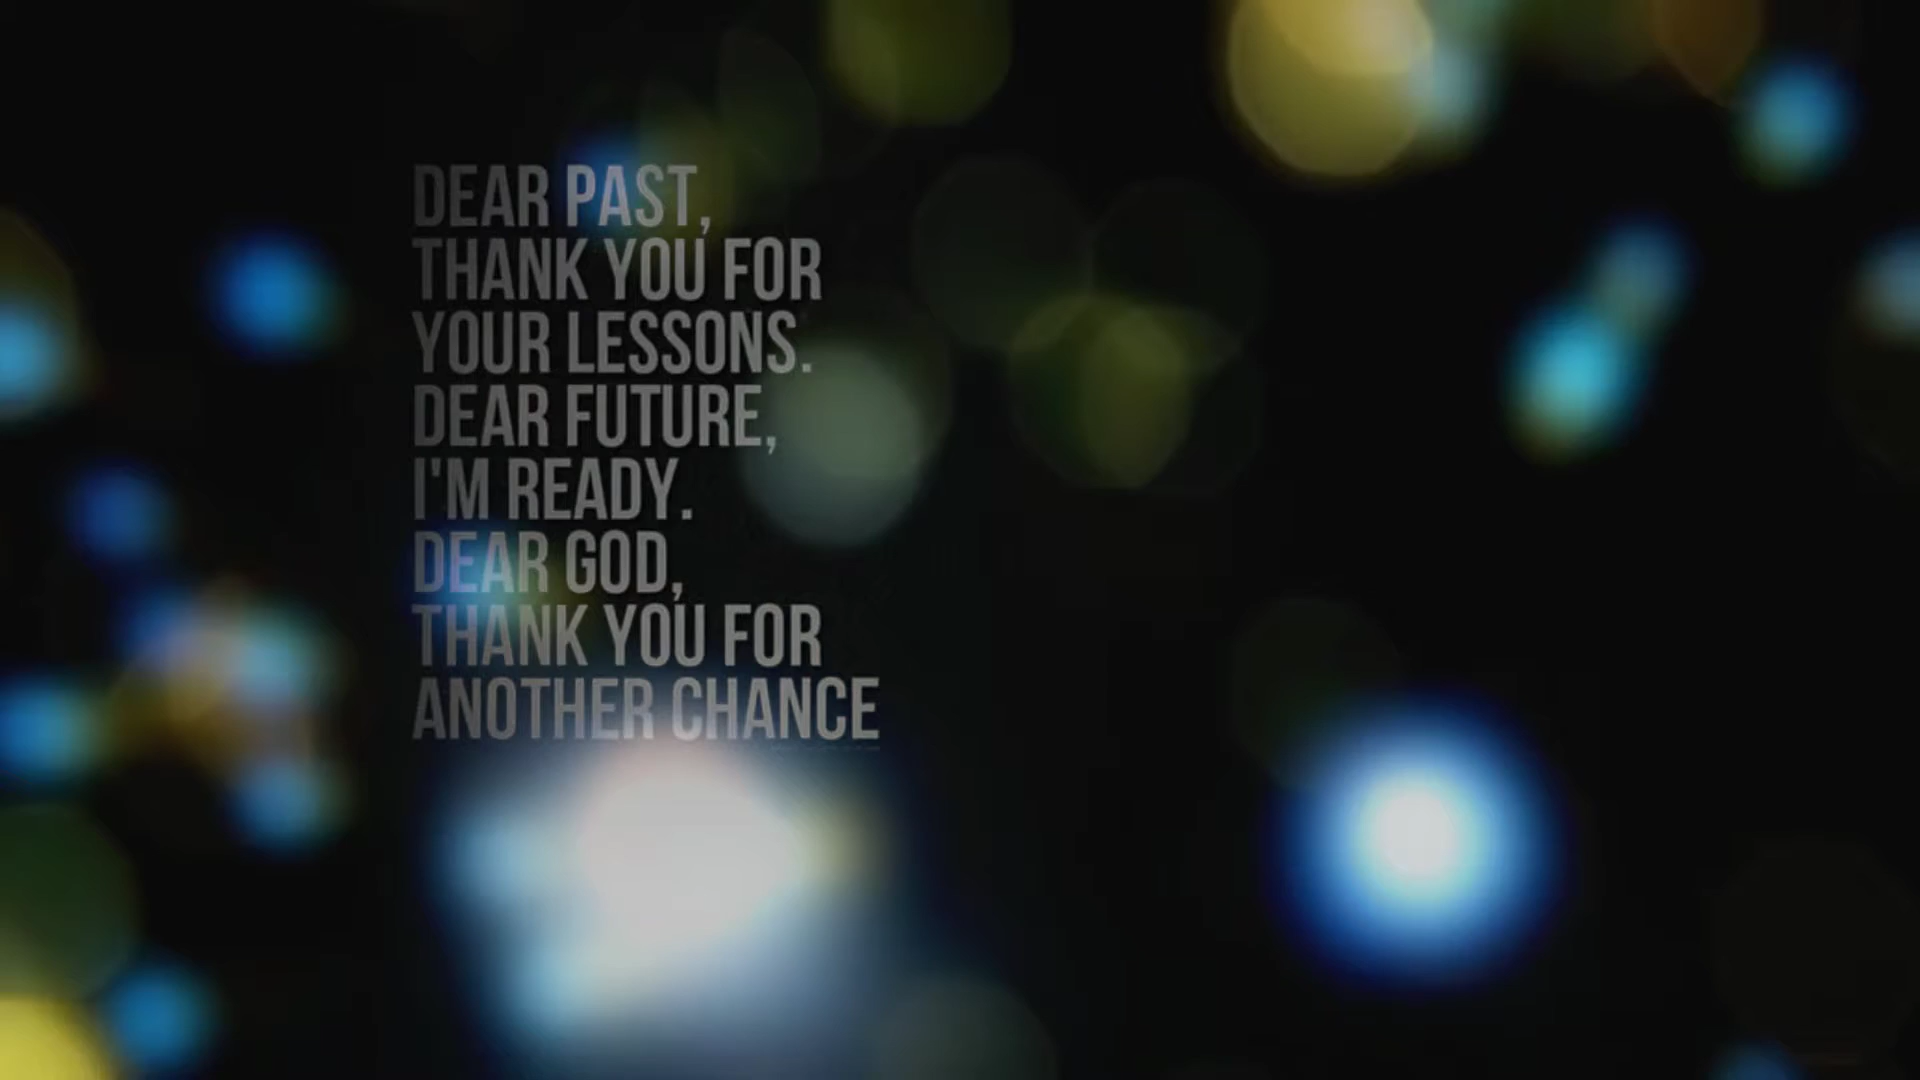 DEAR PAST,
THANK YOU FOR
YOUR LESSONS.
DEAR FUTURE,
I'M READY.
DEAR GOD,
THANK YOU FOR
ANOTHER CHANCE